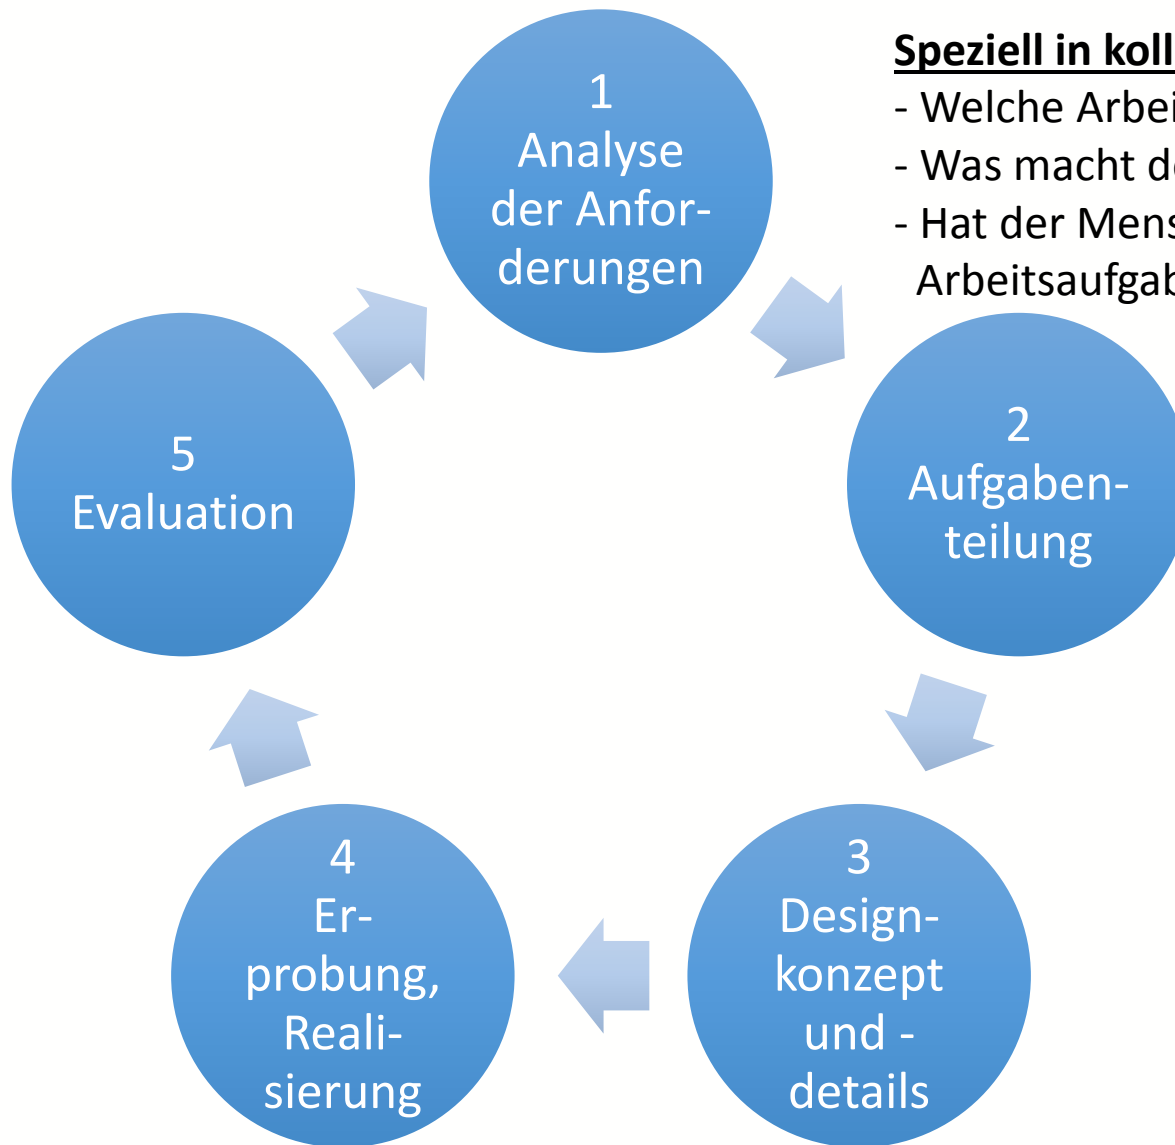 Speziell in koll
- Welche Arbei
- Was macht d
- Hat der Mens
Arbeitsaufgab
1
Analyse
der Anfor-
derungen
2
Aufgaben-
teilung
3
Design-
konzept
und -
details
4
Er-
probung,
Reali-
sierung
5
Evaluation